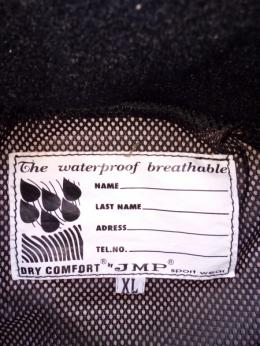 The waterproof breathable
NAME
LAST NAME
ADRESS
TEL.NO.
DRY COMFORT® "JMP® sport wear
XL